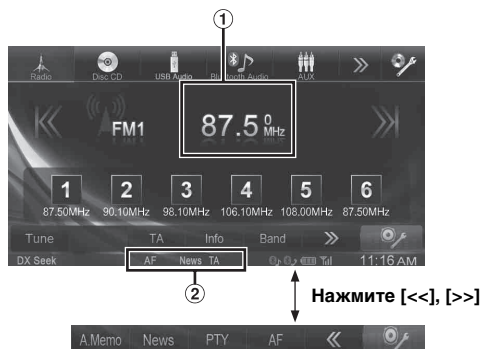 1
Radio Disc CD USB Audio Bluetooth Audio AUX
FM1 87.5 0 MHz
1 2 3 4 5 6
87.50MHz 90.10MHz 98.10MHz 106.10MHz 108.00MHz 87.50MHz
Tune TA Info Band
DX Seek AF News TA 11:16 AM
2
Нажмите [<<], [>>]
A.Memo News PTY AF